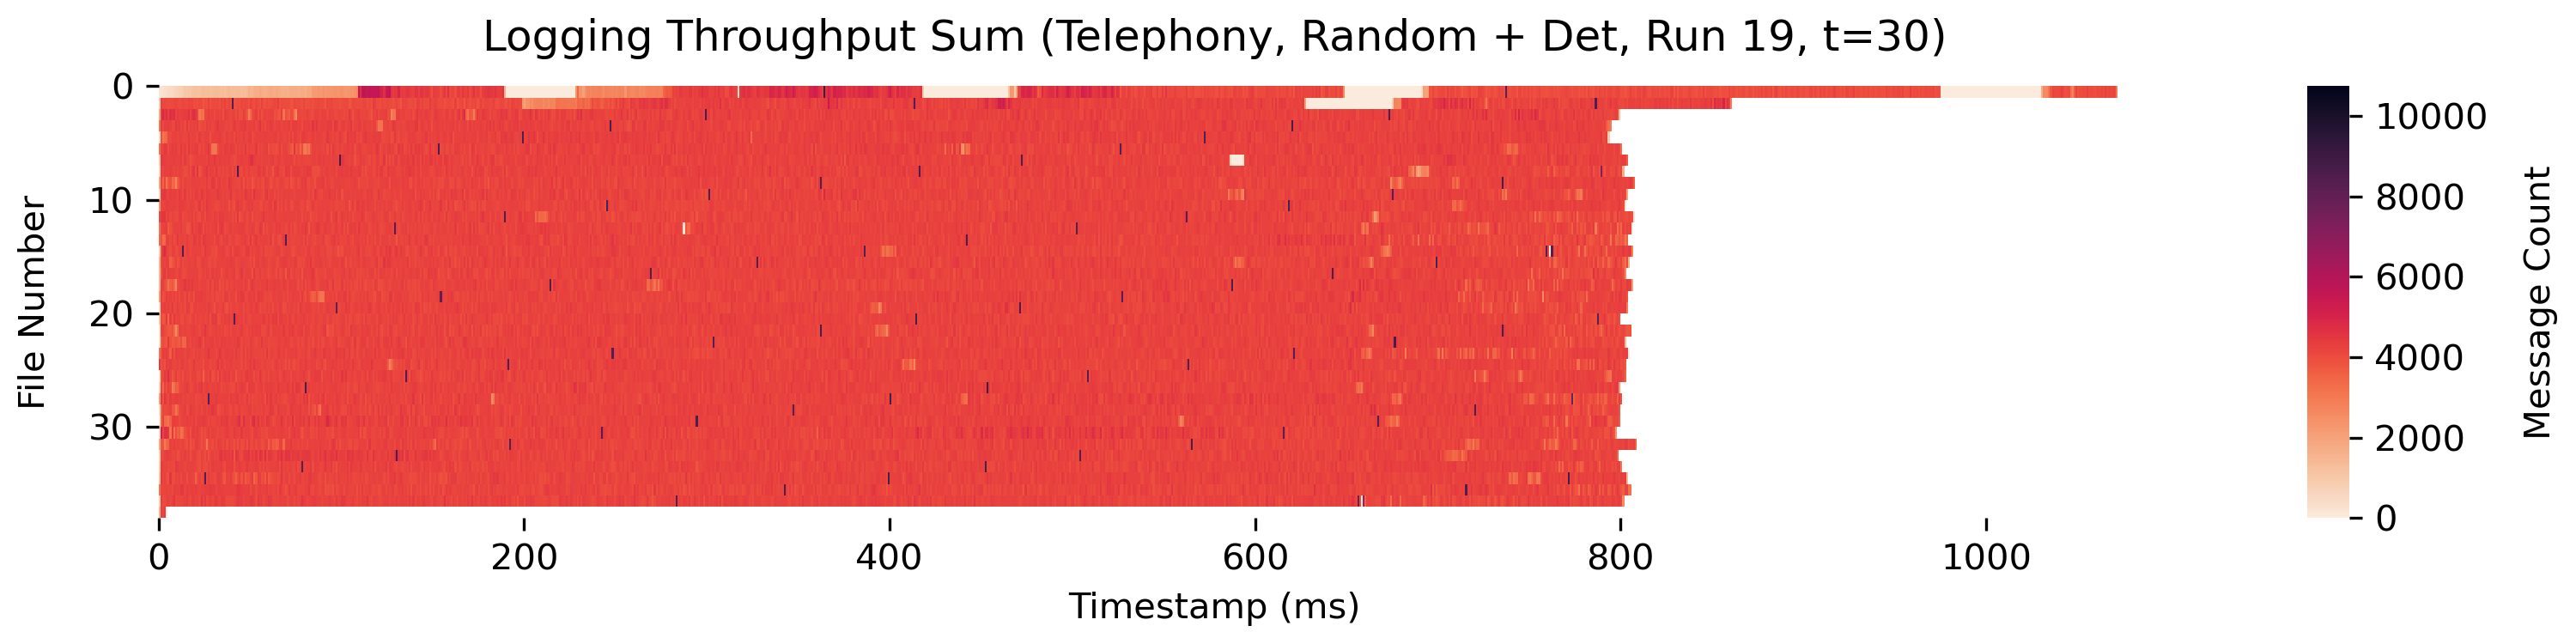 Logging Throughput Sum (Telephony, Random + Det, Run 19, t=30)
File Number
0
10
20
30
0 200 400 600 800 1000
Timestamp (ms)
10000
8000
6000
4000
2000
0
Message Count